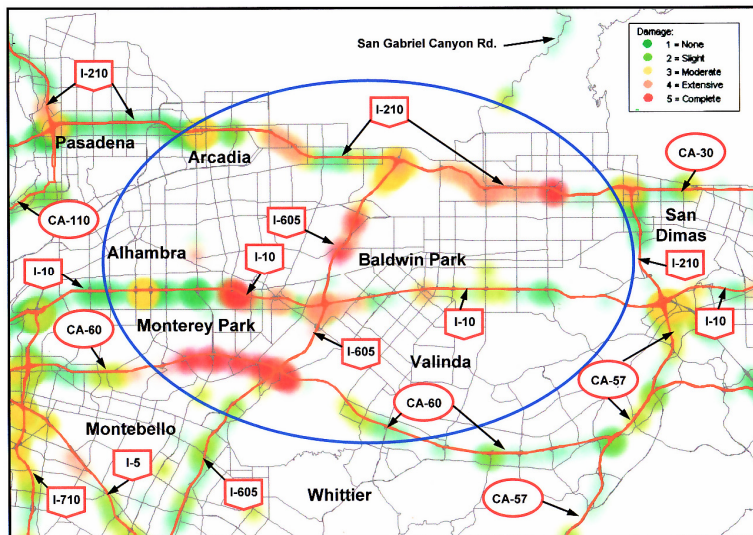 San Gabriel Canyon Rd.
Damage:
1 = None
2 = Slight
3 = Moderate
4 = Extensive
5 = Complete
I-210
I-210
Pasadena
Arcadia
CA-30
CA-110
I-605
San
Dimas
Alhambra
I-10
Baldwin Park
I-10
I-210
Monterey Park
I-10
I-10
CA-60
I-605
Valinda
CA-57
CA-60
Montebello
I-5
I-605
I-710
Whittier
CA-57